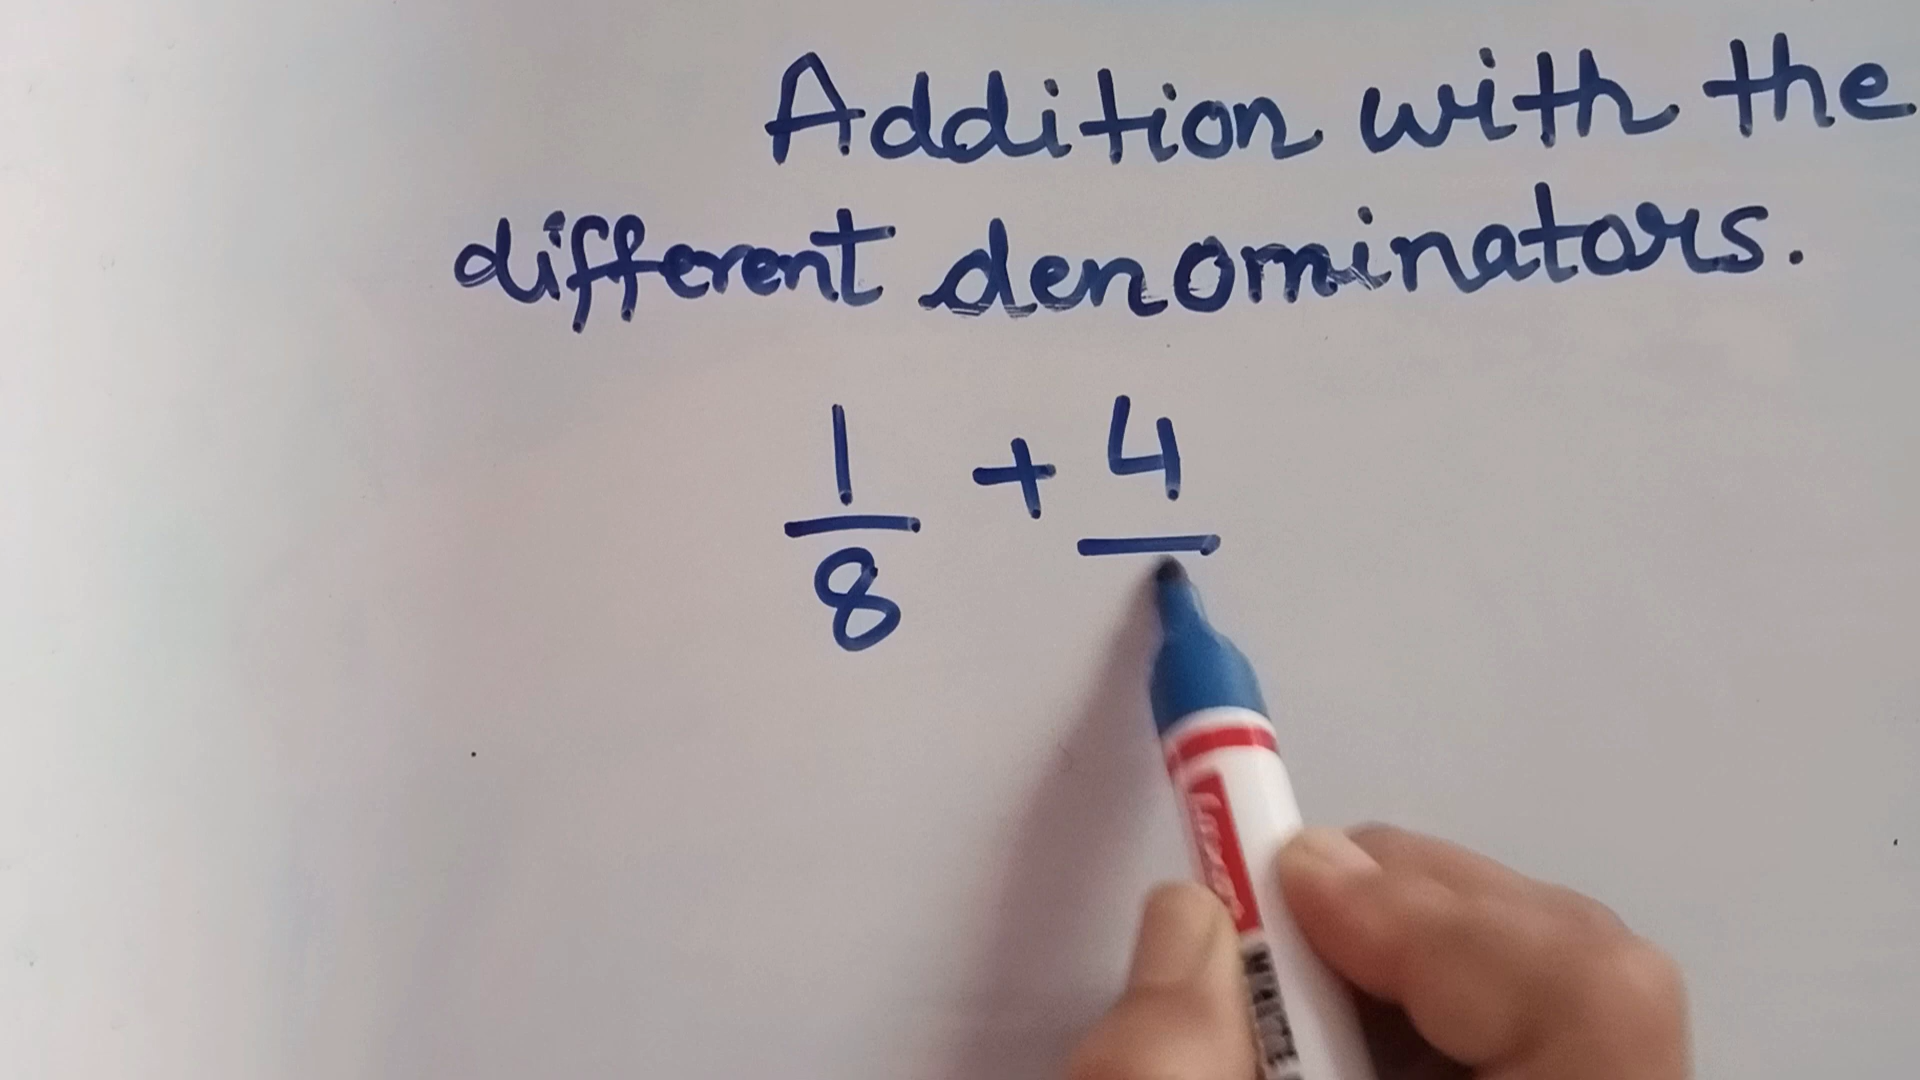 Addition with the
different denominators.
1/8 + 4/